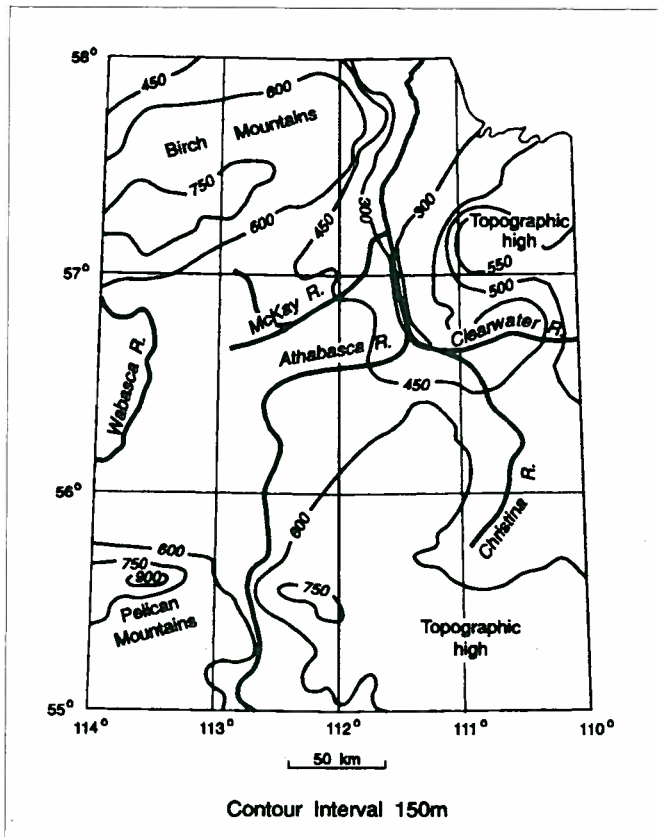 58°
450
600
Birch Mountains
750
600
450
300
300
Topographic
high
550
500
57°
McKay R.
Clearwater R.
Athabasca R.
Wabasca R.
450
56°
600
Christina R.
600
750
900
Pelican
Mountains
750
Topographic
high
55°
114°
113°
112°
111°
110°
50 km
Contour Interval 150m